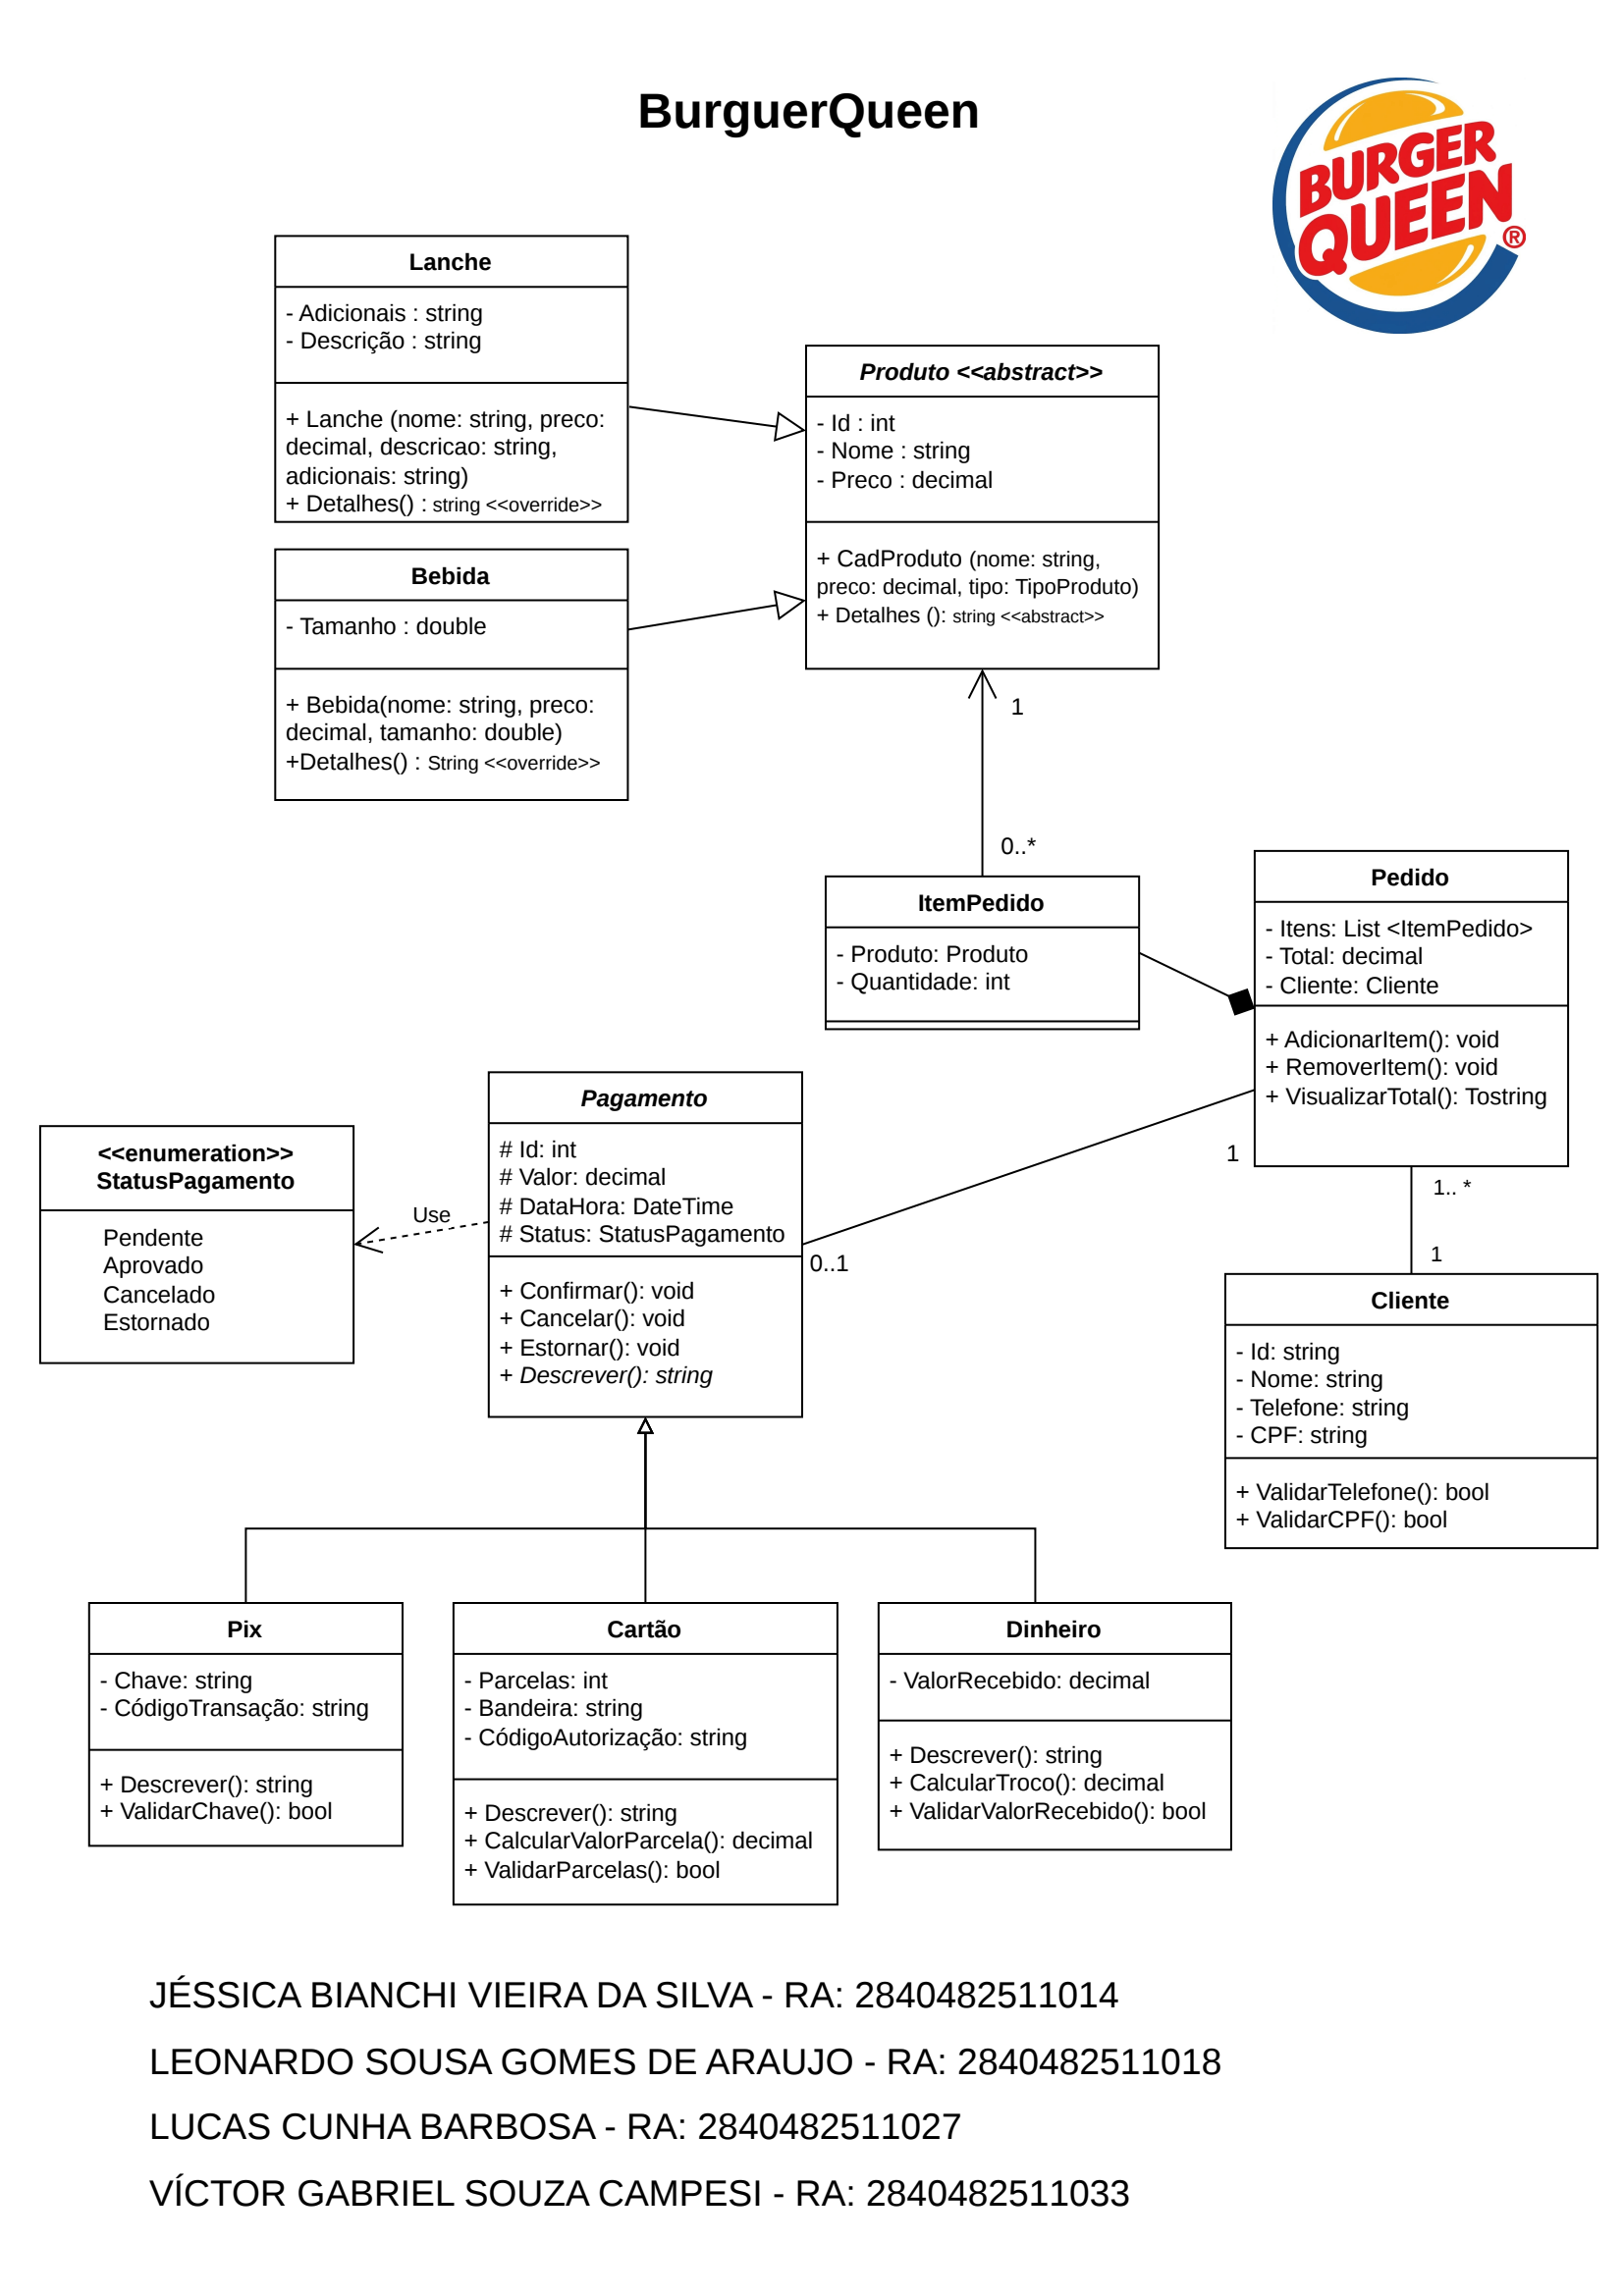 BurguerQueen
BURGER
QUEEN
®
Lanche
- Adicionais : string
- Descrição : string
+ Lanche (nome: string, preco:
decimal, descricao: string,
adicionais: string)
+ Detalhes() : string <<override>>
Produto <<abstract>>
- Id : int
- Nome : string
- Preco : decimal
+ CadProduto (nome: string,
preco: decimal, tipo: TipoProduto)
+ Detalhes (): string <<abstract>>
Bebida
- Tamanho : double
+ Bebida(nome: string, preco:
decimal, tamanho: double)
+Detalhes() : String <<override>>
1
0..*
ItemPedido
- Produto: Produto
- Quantidade: int
Pedido
- Itens: List <ItemPedido>
- Total: decimal
- Cliente: Cliente
+ AdicionarItem(): void
+ RemoverItem(): void
+ VisualizarTotal(): Tostring
Pagamento
# Id: int
# Valor: decimal
# DataHora: DateTime
# Status: StatusPagamento
+ Confirmar(): void
+ Cancelar(): void
+ Estornar(): void
+ Descrever(): string
<<enumeration>>
StatusPagamento
Pendente
Aprovado
Cancelado
Estornado
Use
1
0..1
1.. *
1
Cliente
- Id: string
- Nome: string
- Telefone: string
- CPF: string
+ ValidarTelefone(): bool
+ ValidarCPF(): bool
Pix
- Chave: string
- CódigoTransação: string
+ Descrever(): string
+ ValidarChave(): bool
Cartão
- Parcelas: int
- Bandeira: string
- CódigoAutorização: string
+ Descrever(): string
+ CalcularValorParcela(): decimal
+ ValidarParcelas(): bool
Dinheiro
- ValorRecebido: decimal
+ Descrever(): string
+ CalcularTroco(): decimal
+ ValidarValorRecebido(): bool
JÉSSICA BIANCHI VIEIRA DA SILVA - RA: 2840482511014
LEONARDO SOUSA GOMES DE ARAUJO - RA: 2840482511018
LUCAS CUNHA BARBOSA - RA: 2840482511027
VÍCTOR GABRIEL SOUZA CAMPESI - RA: 2840482511033